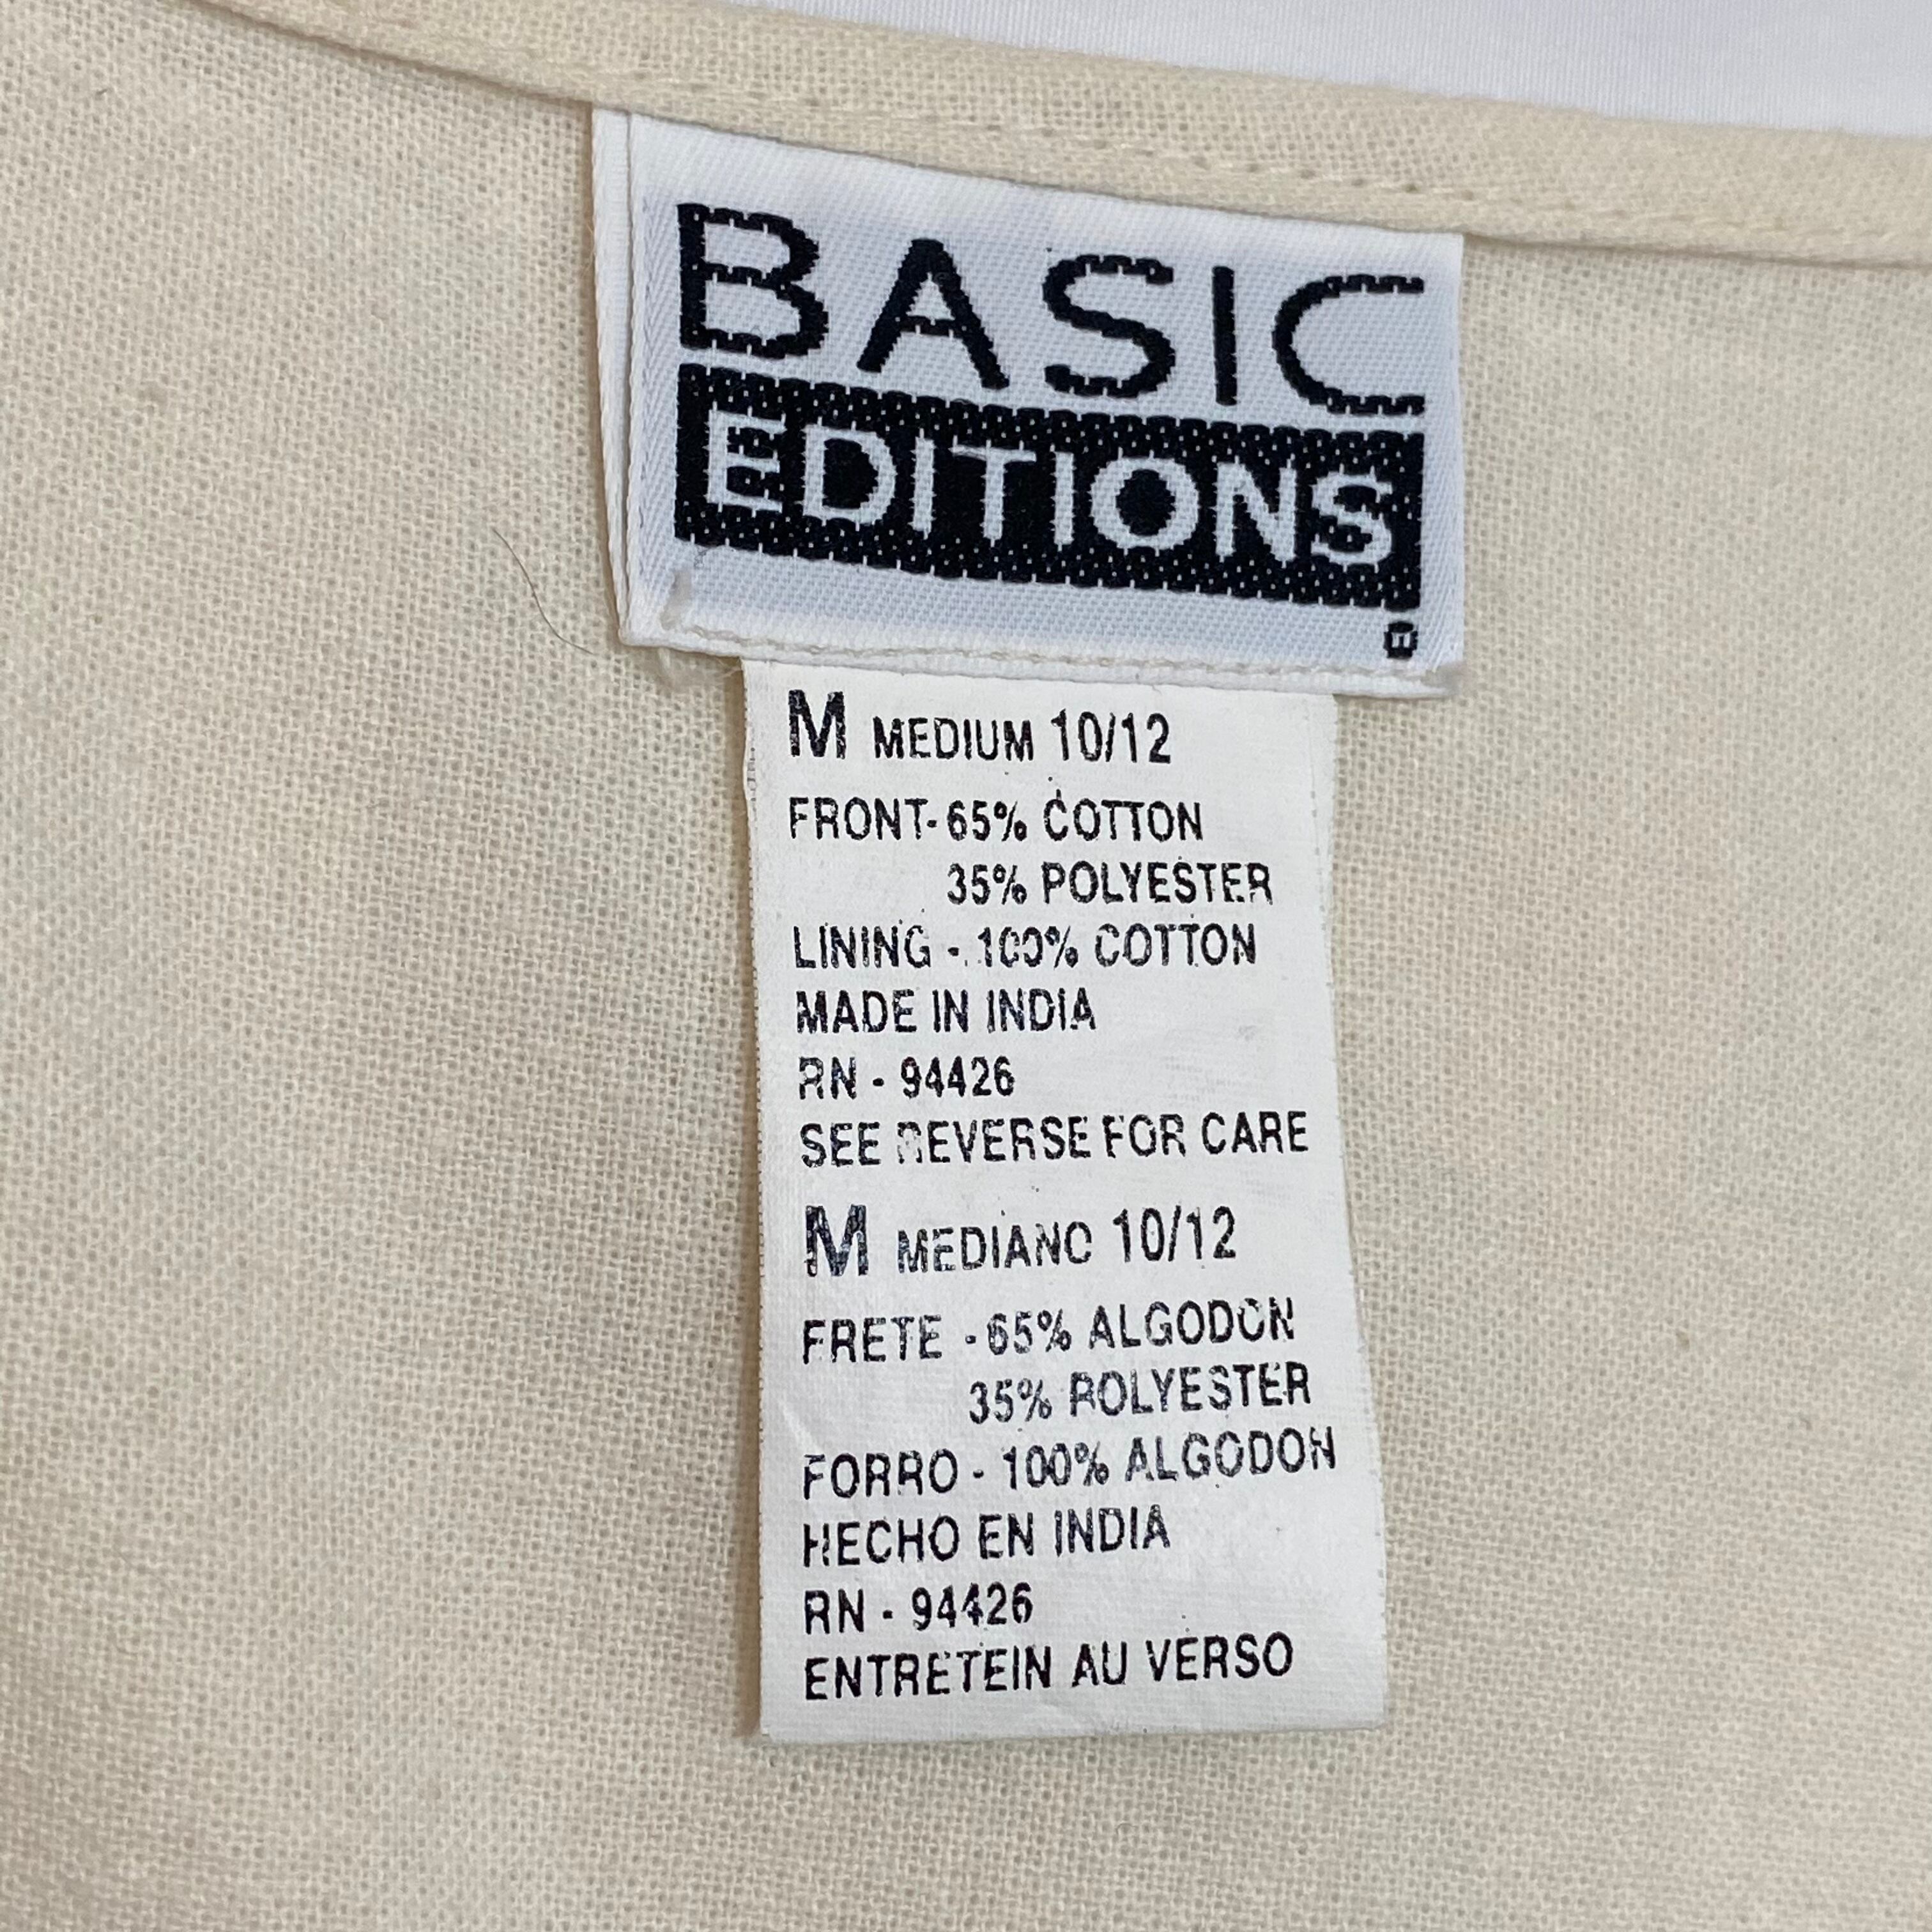 BASIC
EDITIONS
®
M MEDIUM 10/12
FRONT- 65% COTTON
35% POLYESTER
LINING - 100% COTTON
MADE IN INDIA
RN - 94426
SEE REVERSE FOR CARE
M MEDIANO 10/12
FRETE - 65% ALGODON
35% POLYESTER
FORRO - 100% ALGODON
HECHO EN INDIA
RN - 94426
ENTRETEIN AU VERSO